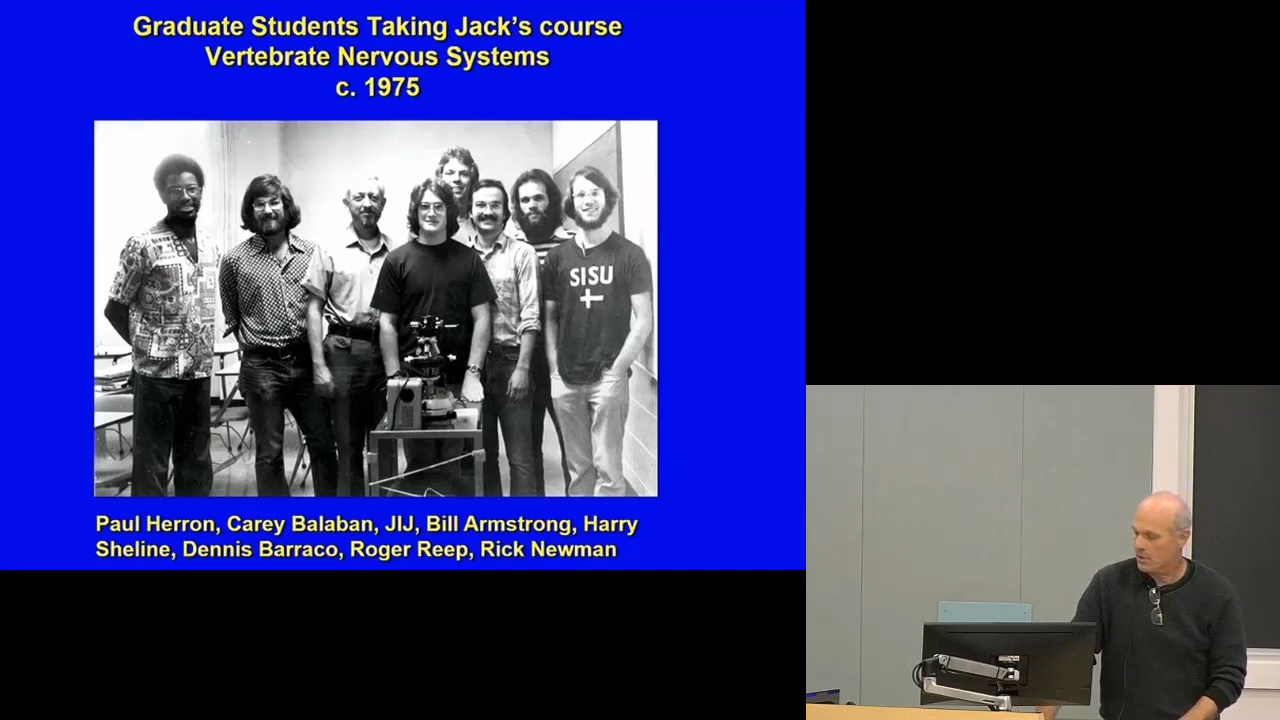 Graduate Students Taking Jack's course
Vertebrate Nervous Systems
c. 1975
SISU
Paul Herron, Carey Balaban, JIJ, Bill Armstrong, Harry
Sheline, Dennis Barraco, Roger Reep, Rick Newman